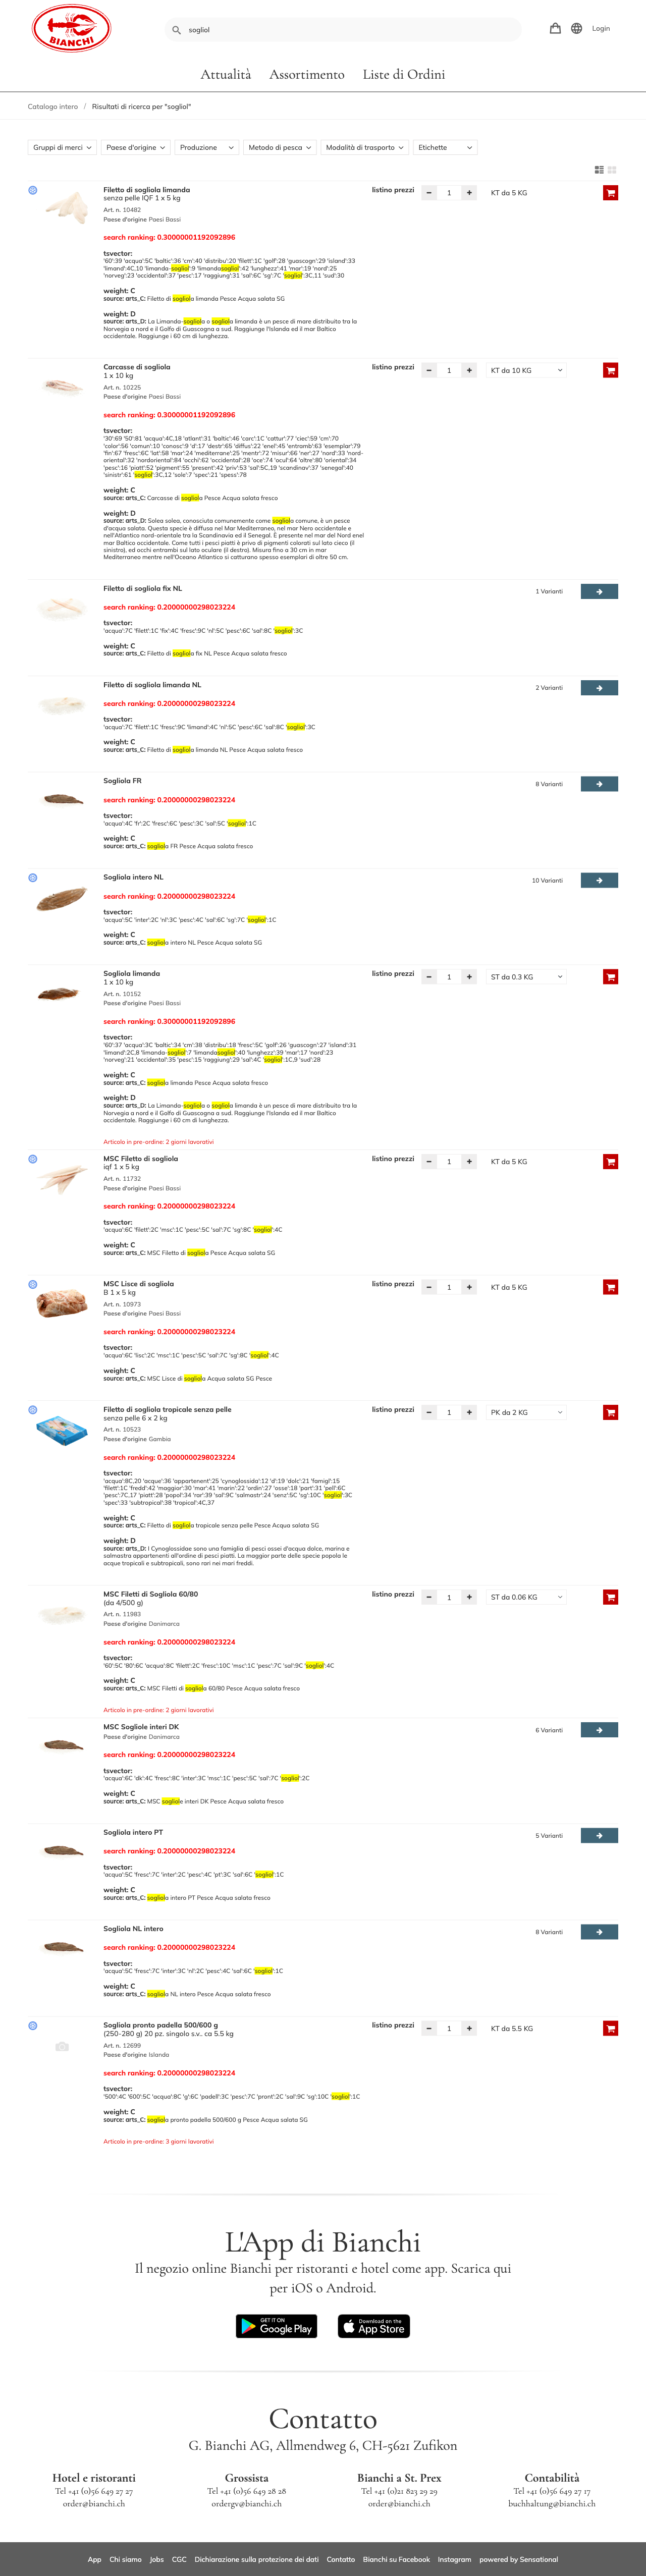 BIANCHI
sogliol
Login
Attualità Assortimento Liste di Ordini
Catalogo intero / Risultati di ricerca per "sogliol"
Gruppi di merci Paese d'origine Produzione Metodo di pesca Modalità di trasporto Etichette
Filetto di sogliola limanda listino prezzi 1 KT da 5 KG
senza pelle IQF 1 x 5 kg
Art. n. 10482
Paese d'origine Paesi Bassi
search ranking: 0.30000001192092896
tsvector:
'60':39 'acqua':5C 'baltic':36 'cm':40 'distribu':20 'filett':1C 'golf':28 'guascogn':29 'island':33
'limand':4C,10 'limanda-sogliol':9 'limandasogliol':42 'lunghezz':41 'mar':19 'nord':25
'norveg':23 'occidental':37 'pesc':17 'raggiung':31 'sal':6C 'sg':7C 'sogliol':3C,11 'sud':30
weight: C
source: arts_C: Filetto di sogliola limanda Pesce Acqua salata SG
weight: D
source: arts_D: La Limanda-sogliola o sogliola limanda è un pesce di mare distribuito tra la
Norvegia a nord e il Golfo di Guascogna a sud. Raggiunge l'Islanda ed il mar Baltico
occidentale. Raggiunge i 60 cm di lunghezza.
Carcasse di sogliola listino prezzi 1 KT da 10 KG
1 x 10 kg
Art. n. 10225
Paese d'origine Paesi Bassi
search ranking: 0.30000001192092896
tsvector:
'30':69 '50':81 'acqua':4C,18 'atlant':31 'baltic':46 'carc':1C 'cattur':77 'ciec':59 'cm':70
'color':56 'comun':10 'conosc':9 'd':17 'destr':65 'diffus':22 'enel':45 'entramb':63 'esemplar':79
'fin':67 'fresc':6C 'lat':58 'mar':24 'mediterrane':25 'mentr':72 'misur':66 'ner':27 'nord':33 'nord-
oriental':32 'nordoriental':84 'occhi':62 'occidental':28 'oce':74 'ocul':64 'oltre':80 'oriental':34
'pesc':16 'piatt':52 'pigment':55 'present':42 'priv':53 'sal':5C,19 'scandinav':37 'senegal':40
'sinistr':61 'sogliol':3C,12 'sole':7 'spec':21 'spess':78
weight: C
source: arts_C: Carcasse di sogliola Pesce Acqua salata fresco
weight: D
source: arts_D: Solea solea, conosciuta comunemente come sogliola comune, è un pesce
d'acqua salata. Questa specie è diffusa nel Mar Mediterraneo, nel mar Nero occidentale e
nell'Atlantico nord-orientale tra la Scandinavia ed il Senegal. È presente nel mar del Nord enel
mar Baltico occidentale. Come tutti i pesci piatti è privo di pigmenti colorati sul lato cieco (il
sinistro), ed occhi entrambi sul lato oculare (il destro). Misura fino a 30 cm in mar
Mediterraneo mentre nell'Oceano Atlantico si catturano spesso esemplari di oltre 50 cm.
Filetto di sogliola fix NL 1 Varianti
search ranking: 0.20000000298023224
tsvector:
'acqua':7C 'filett':1C 'fix':4C 'fresc':9C 'nl':5C 'pesc':6C 'sal':8C 'sogliol':3C
weight: C
source: arts_C: Filetto di sogliola fix NL Pesce Acqua salata fresco
Filetto di sogliola limanda NL 2 Varianti
search ranking: 0.20000000298023224
tsvector:
'acqua':7C 'filett':1C 'fresc':9C 'limand':4C 'nl':5C 'pesc':6C 'sal':8C 'sogliol':3C
weight: C
source: arts_C: Filetto di sogliola limanda NL Pesce Acqua salata fresco
Sogliola FR 8 Varianti
search ranking: 0.20000000298023224
tsvector:
'acqua':4C 'fr':2C 'fresc':6C 'pesc':3C 'sal':5C 'sogliol':1C
weight: C
source: arts_C: sogliola FR Pesce Acqua salata fresco
Sogliola intero NL 10 Varianti
search ranking: 0.20000000298023224
tsvector:
'acqua':5C 'inter':2C 'nl':3C 'pesc':4C 'sal':6C 'sg':7C 'sogliol':1C
weight: C
source: arts_C: sogliola intero NL Pesce Acqua salata SG
Sogliola limanda listino prezzi 1 ST da 0.3 KG
1 x 10 kg
Art. n. 10152
Paese d'origine Paesi Bassi
search ranking: 0.30000001192092896
tsvector:
'60':37 'acqua':3C 'baltic':34 'cm':38 'distribu':18 'fresc':5C 'golf':26 'guascogn':27 'island':31
'limand':2C,8 'limanda-sogliol':7 'limandasogliol':40 'lunghezz':39 'mar':17 'nord':23
'norveg':21 'occidental':35 'pesc':15 'raggiung':29 'sal':4C 'sogliol':1C,9 'sud':28
weight: C
source: arts_C: sogliola limanda Pesce Acqua salata fresco
weight: D
source: arts_D: La Limanda-sogliola o sogliola limanda è un pesce di mare distribuito tra la
Norvegia a nord e il Golfo di Guascogna a sud. Raggiunge l'Islanda ed il mar Baltico
occidentale. Raggiunge i 60 cm di lunghezza.
Articolo in pre-ordine: 2 giorni lavorativi
MSC Filetto di sogliola listino prezzi 1 KT da 5 KG
iqf 1 x 5 kg
Art. n. 11732
Paese d'origine Paesi Bassi
search ranking: 0.20000000298023224
tsvector:
'acqua':6C 'filett':2C 'msc':1C 'pesc':5C 'sal':7C 'sg':8C 'sogliol':4C
weight: C
source: arts_C: MSC Filetto di sogliola Pesce Acqua salata SG
MSC Lisce di sogliola listino prezzi 1 KT da 5 KG
B 1 x 5 kg
Art. n. 10973
Paese d'origine Paesi Bassi
search ranking: 0.20000000298023224
tsvector:
'acqua':6C 'lisc':2C 'msc':1C 'pesc':5C 'sal':7C 'sg':8C 'sogliol':4C
weight: C
source: arts_C: MSC Lisce di sogliola Acqua salata SG Pesce
Filetto di sogliola tropicale senza pelle listino prezzi 1 PK da 2 KG
senza pelle 6 x 2 kg
Art. n. 10523
Paese d'origine Gambia
search ranking: 0.20000000298023224
tsvector:
'acqua':8C,20 'acque':36 'appartenent':25 'cynoglossida':12 'd':19 'dolc':21 'famigl':15
'filett':1C 'fredd':42 'maggior':30 'mar':41 'marin':22 'ordin':27 'osse':18 'part':31 'pell':6C
'pesc':7C,17 'piatt':28 'popol':34 'rar':39 'sal':9C 'salmastr':24 'senz':5C 'sg':10C 'sogliol':3C
'spec':33 'subtropical':38 'tropical':4C,37
weight: C
source: arts_C: Filetto di sogliola tropicale senza pelle Pesce Acqua salata SG
weight: D
source: arts_D: I Cynoglossidae sono una famiglia di pesci ossei d'acqua dolce, marina e
salmastra appartenenti all'ordine di pesci piatti. La maggior parte delle specie popola le
acque tropicali e subtropicali, sono rari nei mari freddi.
MSC Filetti di Sogliola 60/80 listino prezzi 1 ST da 0.06 KG
(da 4/500 g)
Art. n. 11983
Paese d'origine Danimarca
search ranking: 0.20000000298023224
tsvector:
'60':5C '80':6C 'acqua':8C 'filett':2C 'fresc':10C 'msc':1C 'pesc':7C 'sal':9C 'sogliol':4C
weight: C
source: arts_C: MSC Filetti di sogliola 60/80 Pesce Acqua salata fresco
Articolo in pre-ordine: 2 giorni lavorativi
MSC Sogliole interi DK 6 Varianti
Paese d'origine Danimarca
search ranking: 0.20000000298023224
tsvector:
'acqua':6C 'dk':4C 'fresc':8C 'inter':3C 'msc':1C 'pesc':5C 'sal':7C 'sogliol':2C
weight: C
source: arts_C: MSC sogliole interi DK Pesce Acqua salata fresco
Sogliola intero PT 5 Varianti
search ranking: 0.20000000298023224
tsvector:
'acqua':5C 'fresc':7C 'inter':2C 'pesc':4C 'pt':3C 'sal':6C 'sogliol':1C
weight: C
source: arts_C: sogliola intero PT Pesce Acqua salata fresco
Sogliola NL intero 8 Varianti
search ranking: 0.20000000298023224
tsvector:
'acqua':5C 'fresc':7C 'inter':3C 'nl':2C 'pesc':4C 'sal':6C 'sogliol':1C
weight: C
source: arts_C: sogliola NL intero Pesce Acqua salata fresco
Sogliola pronto padella 500/600 g listino prezzi 1 KT da 5.5 KG
(250-280 g) 20 pz. singolo s.v.. ca 5.5 kg
Art. n. 12699
Paese d'origine Islanda
search ranking: 0.20000000298023224
tsvector:
'500':4C '600':5C 'acqua':8C 'g':6C 'padell':3C 'pesc':7C 'pront':2C 'sal':9C 'sg':10C 'sogliol':1C
weight: C
source: arts_C: sogliola pronto padella 500/600 g Pesce Acqua salata SG
Articolo in pre-ordine: 3 giorni lavorativi
L'App di Bianchi
Il negozio online Bianchi per ristoranti e hotel come app. Scarica qui
per iOS o Android.
GET IT ON Google Play Download on the App Store
Contatto
G. Bianchi AG, Allmendweg 6, CH-5621 Zufikon
Hotel e ristoranti Grossista Bianchi a St. Prex Contabilità
Tel +41 (0)56 649 27 27 Tel +41 (0)56 649 28 28 Tel +41 (0)21 823 29 29 Tel +41 (0)56 649 27 17
order@bianchi.ch ordergv@bianchi.ch order@bianchi.ch buchhaltung@bianchi.ch
App Chi siamo Jobs CGC Dichiarazione sulla protezione dei dati Contatto Bianchi su Facebook Instagram powered by Sensational